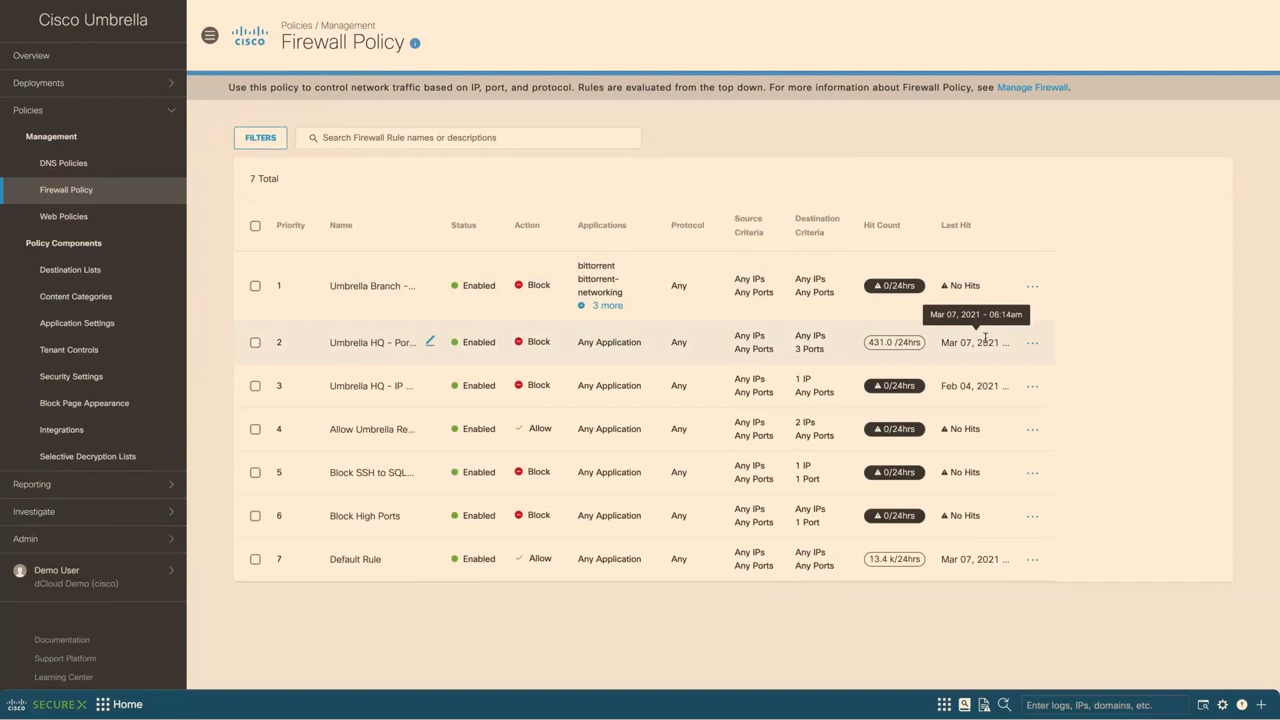 Cisco Umbrella
Overview
Deployments
Policies
Management
DNS Policies
Firewall Policy
Web Policies
Policy Components
Destination Lists
Content Categories
Application Settings
Tenant Controls
Security Settings
Block Page Appearance
Integrations
Selective Decryption Lists
Reporting
Investigate
Admin
Demo User
dCloud Demo (cisco)
Documentation
Support Platform
Learning Center
CISCO
Policies / Management
Firewall Policy
Use this policy to control network traffic based on IP, port, and protocol. Rules are evaluated from the top down. For more information about Firewall Policy, see Manage Firewall.
FILTERS
Search Firewall Rule names or descriptions
7 Total
Priority Name Status Action Applications Protocol Source Criteria Destination Criteria Hit Count Last Hit
bittorrent
bittorrent-
1 Umbrella Branch -... Enabled Block networking Any Any IPs Any IPs 0/24hrs No Hits ...
3 more Any Ports Any Ports
Mar 07, 2021 - 06:14am
2 Umbrella HQ - Por... Enabled Block Any Application Any Any IPs Any IPs 431.0 /24hrs Mar 07, 2021 ... ...
Any Ports 3 Ports
3 Umbrella HQ - IP ... Enabled Block Any Application Any Any IPs 1 IP 0/24hrs Feb 04, 2021 ... ...
Any Ports Any Ports
4 Allow Umbrella Re... Enabled Allow Any Application Any Any IPs 2 IPs 0/24hrs No Hits ...
Any Ports Any Ports
5 Block SSH to SQL... Enabled Block Any Application Any Any IPs 1 IP 0/24hrs No Hits ...
Any Ports 1 Port
6 Block High Ports Enabled Block Any Application Any Any IPs Any IPs 0/24hrs No Hits ...
Any Ports 1 Port
7 Default Rule Enabled Allow Any Application Any Any IPs Any IPs 13.4 k/24hrs Mar 07, 2021 ... ...
Any Ports Any Ports
CISCO SECUREX Home
Enter logs, IPs, domains, etc.